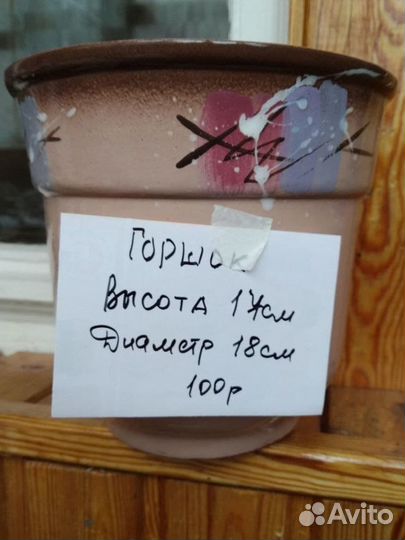 Горшок
Высота 17см
Диаметр 18см
100р
Avito